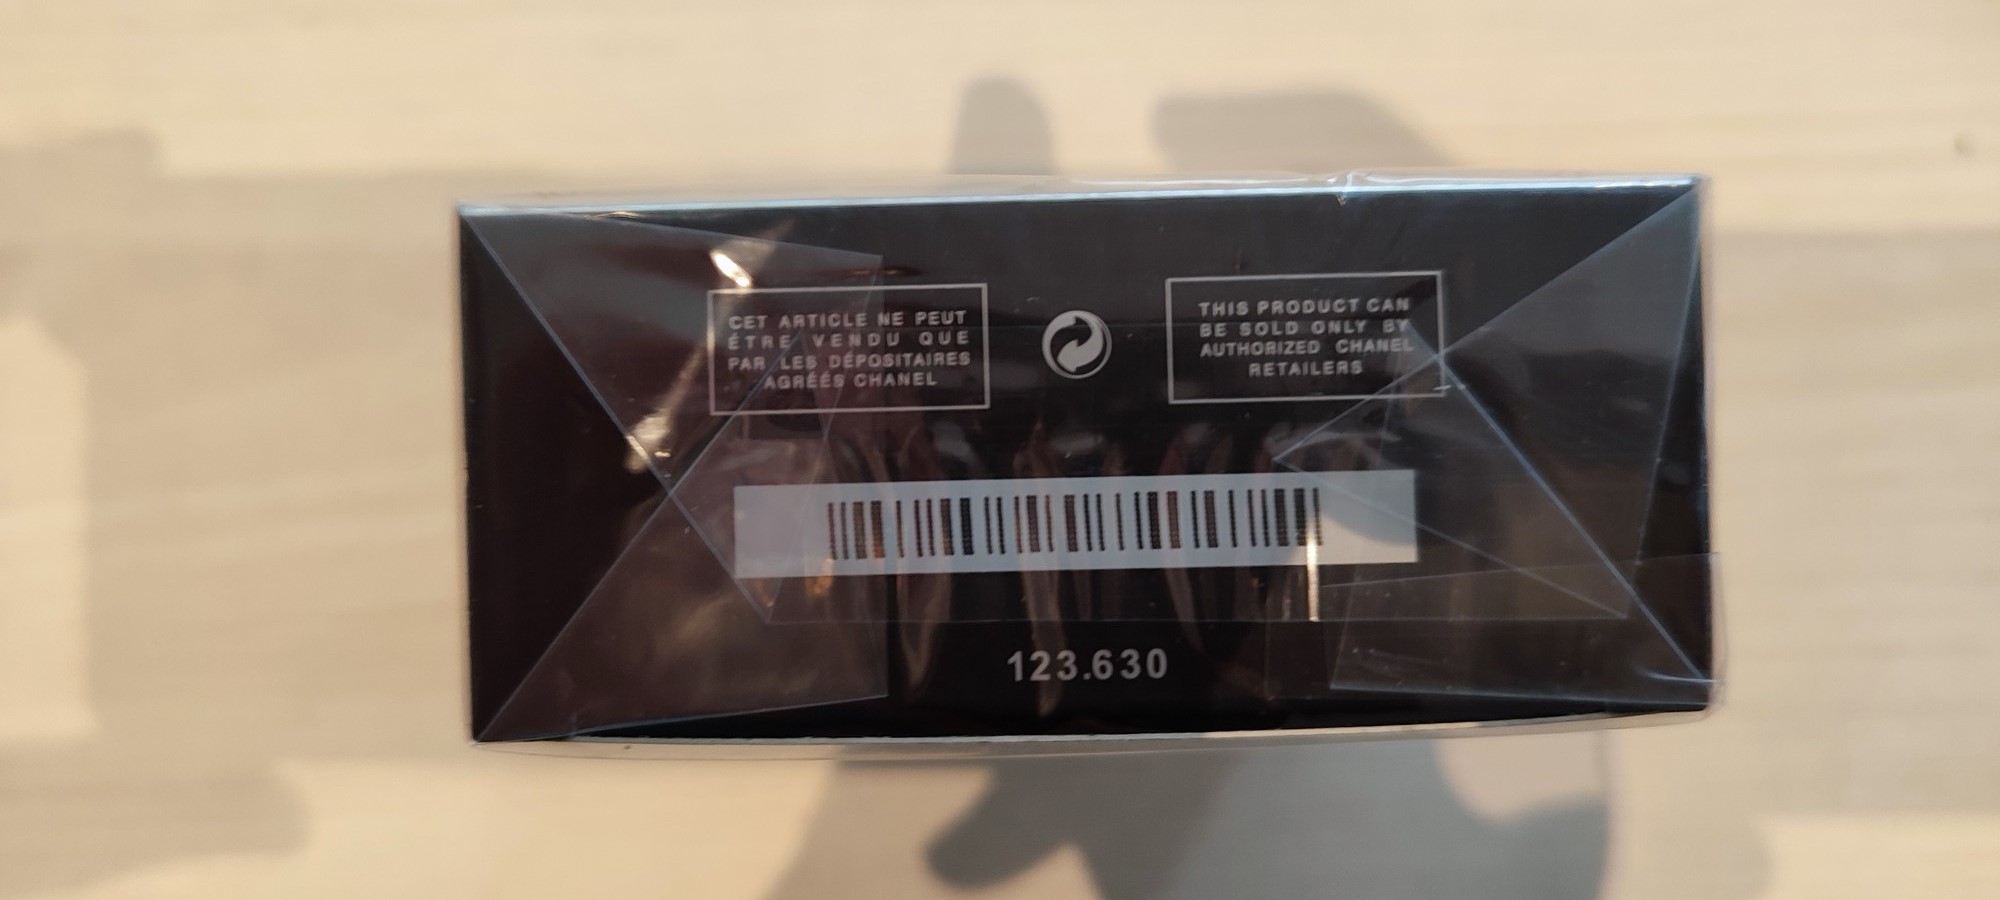 CET ARTICLE NE PEUT
ÊTRE VENDU QUE
PAR LES DÉPOSITAIRES
AGRÉÉS CHANEL
THIS PRODUCT CAN
BE SOLD ONLY BY
AUTHORIZED CHANEL
RETAILERS
123.630